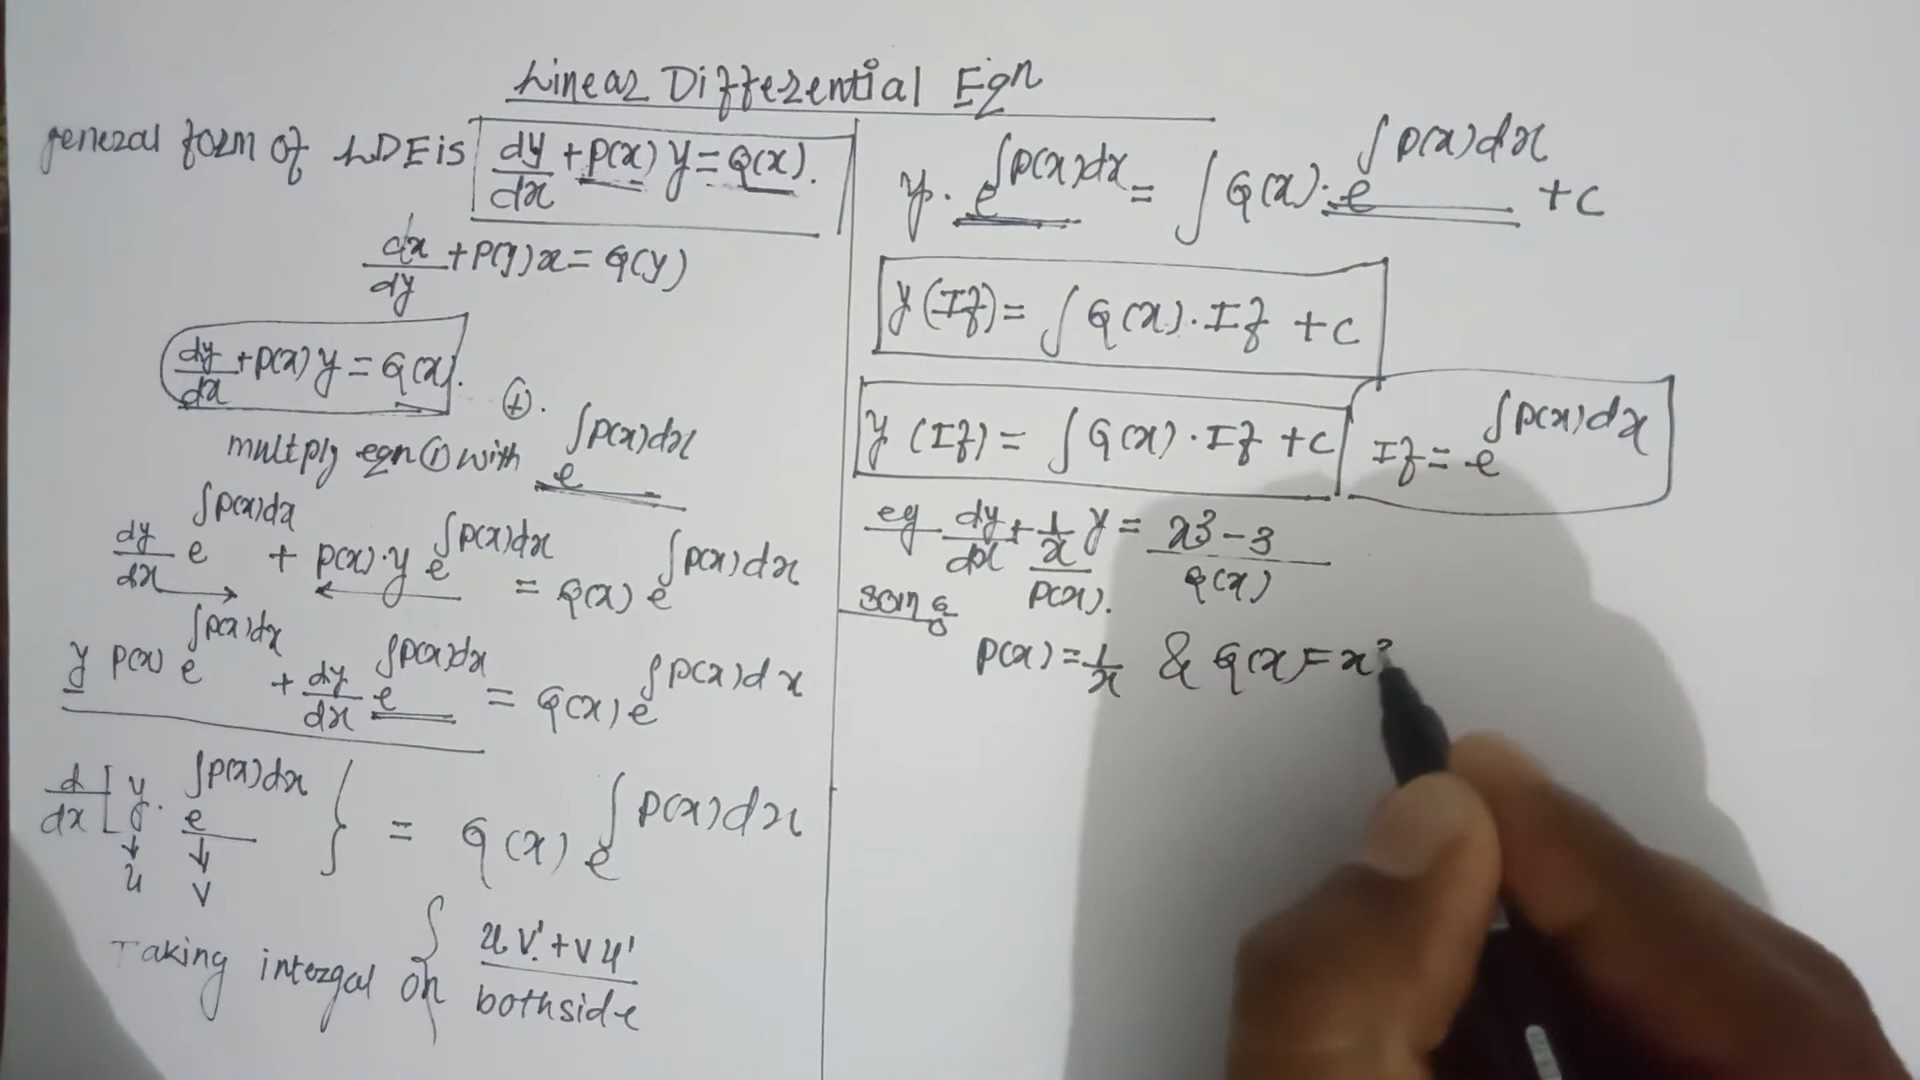 Linear Differential Eqn
general form of LDE is dy/dx + p(x) y = Q(x).
dx/dy + P(y) x = Q(y)
dy/dx + p(x) y = Q(x). ①.
multply eqn ① with e^∫p(x)dx
dy/dx e^∫p(x)dx + p(x)·y e^∫p(x)dx = Q(x) e^∫p(x)dx
y p(x) e^∫p(x)dx + dy/dx e^∫p(x)dx = Q(x) e^∫p(x)dx
d/dx [y. e^∫p(x)dx } = Q(x) e^∫p(x)dx
↓ ↓
u v
∫ uv'. + vu'
Taking integral on bothside
y. e^∫p(x)dx = ∫ Q(x). e^∫p(x)dx + c
y (If) = ∫ Q(x). If + c
y (If) = ∫ Q(x). If + c If = e^∫p(x)dx
eg dy/dx + 1/x y = x3 - 3
p(x). Q(x)
Soln
p(x) = 1/x & Q(x = x